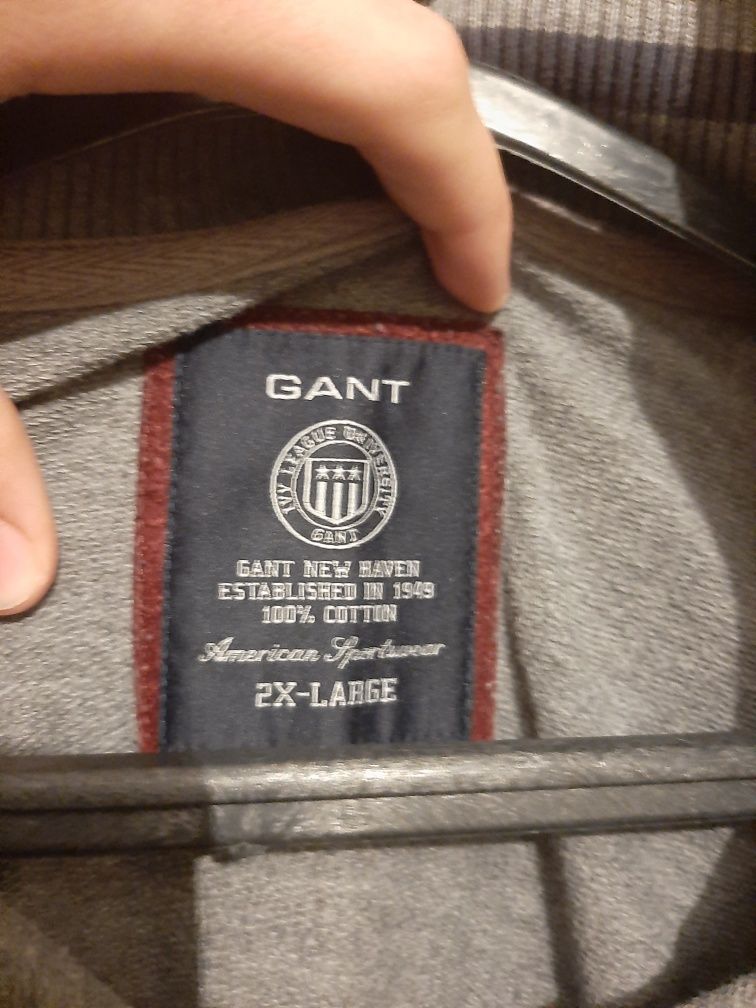 GANT
IVY LEAGUE UNIVERSITY
GANT
GANT NEW HAVEN
ESTABLISHED IN 1949
100% COTTON
American Sportswear
2X-LARGE